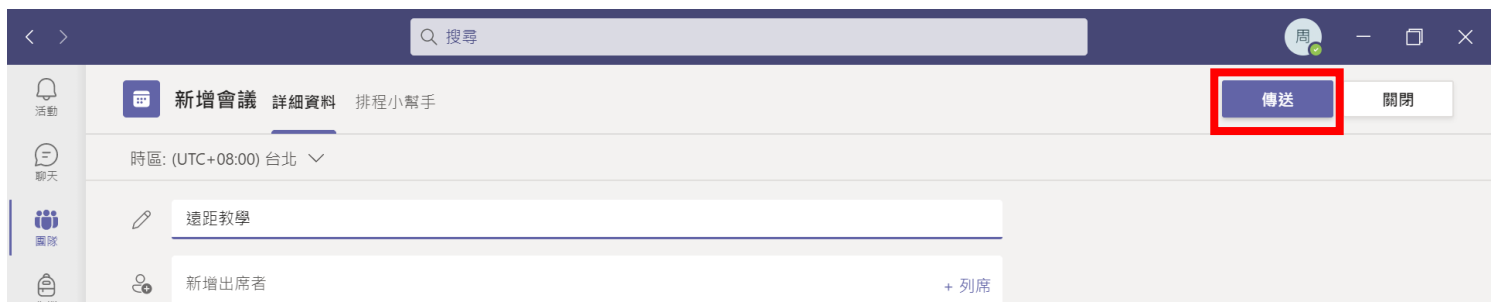 搜尋
周
活動
新增會議 詳細資料 排程小幫手
傳送 關閉
聊天
時區: (UTC+08:00) 台北
團隊
遠距教學
新增出席者
+ 列席